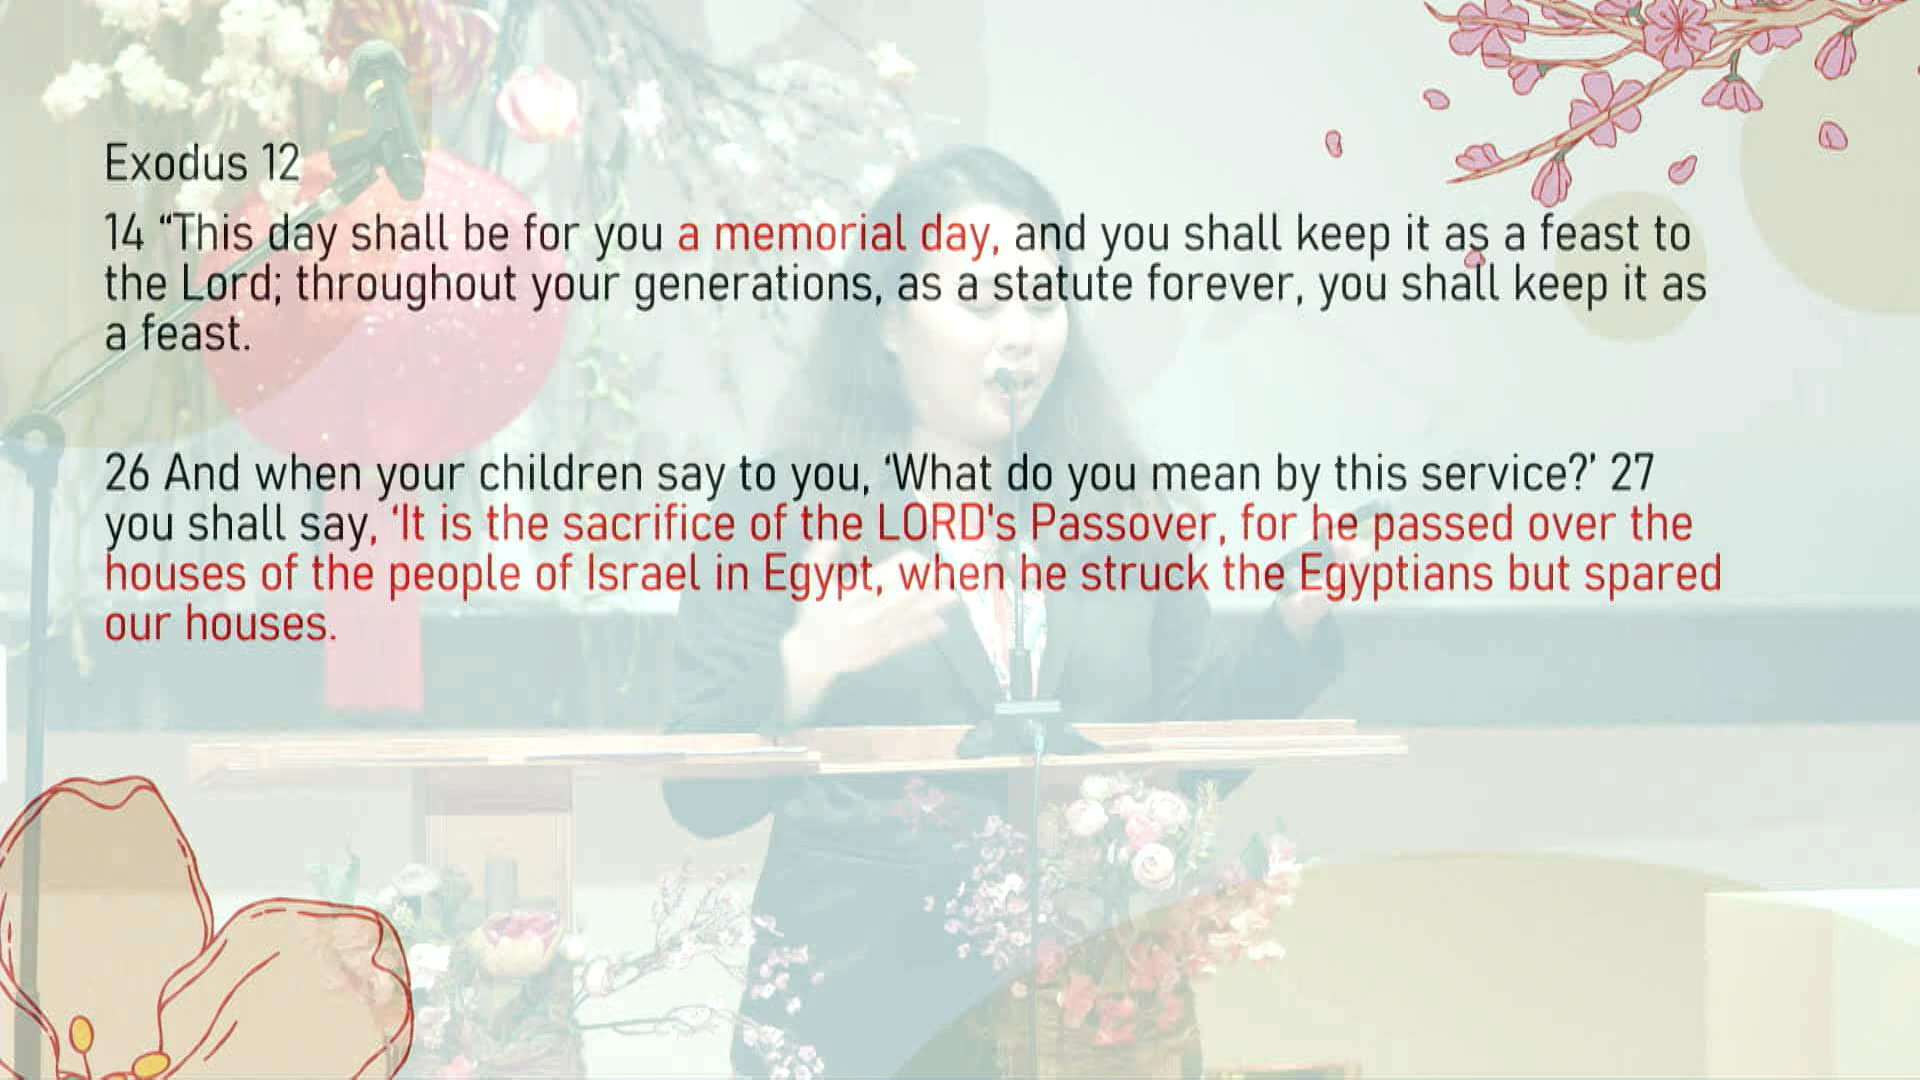 Exodus 12
14 “This day shall be for you a memorial day, and you shall keep it as a feast to
the Lord; throughout your generations, as a statute forever, you shall keep it as
a feast.
26 And when your children say to you, ‘What do you mean by this service?’ 27
you shall say, ‘It is the sacrifice of the LORD's Passover, for he passed over the
houses of the people of Israel in Egypt, when he struck the Egyptians but spared
our houses.